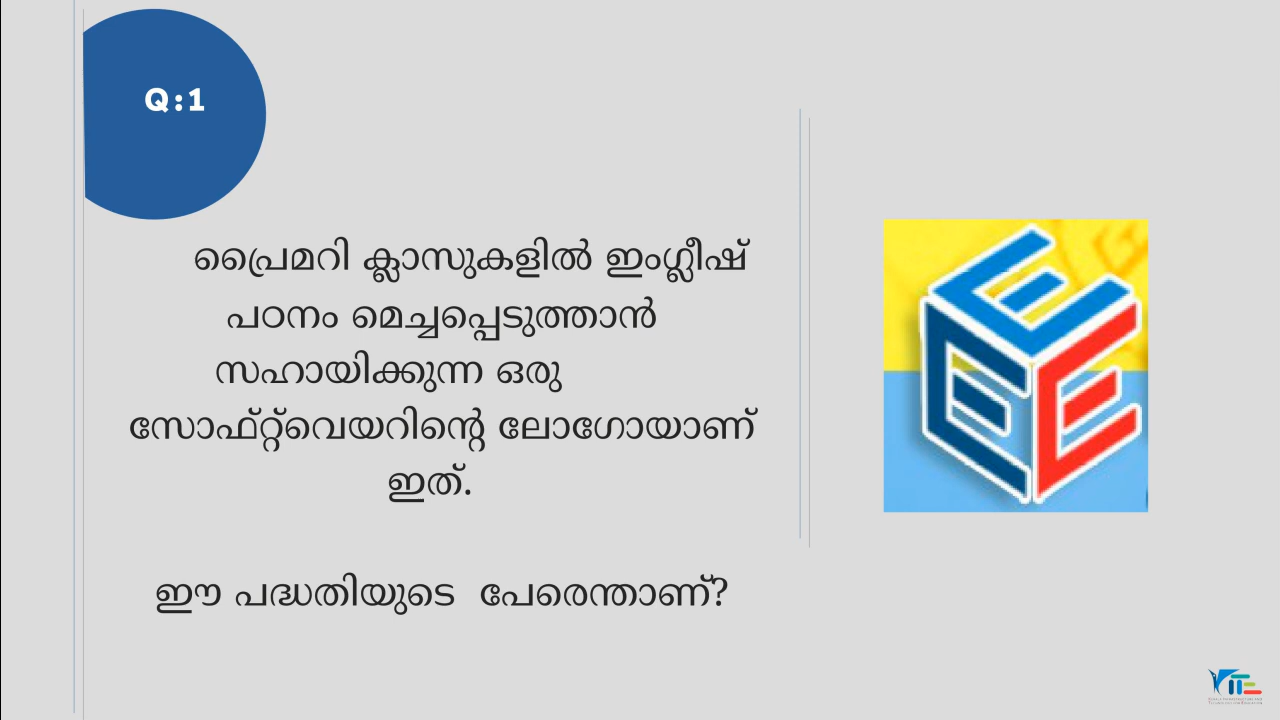 Q:1
പ്രൈമറി ക്ലാസുകളിൽ ഇംഗ്ലീഷ്
പഠനം മെച്ചപ്പെടുത്താൻ
സഹായിക്കുന്ന ഒരു
സോഫ്റ്റ്‌വെയറിന്റെ ലോഗോയാണ്
ഇത്.
ഈ പദ്ധതിയുടെ പേരെന്താണ്?